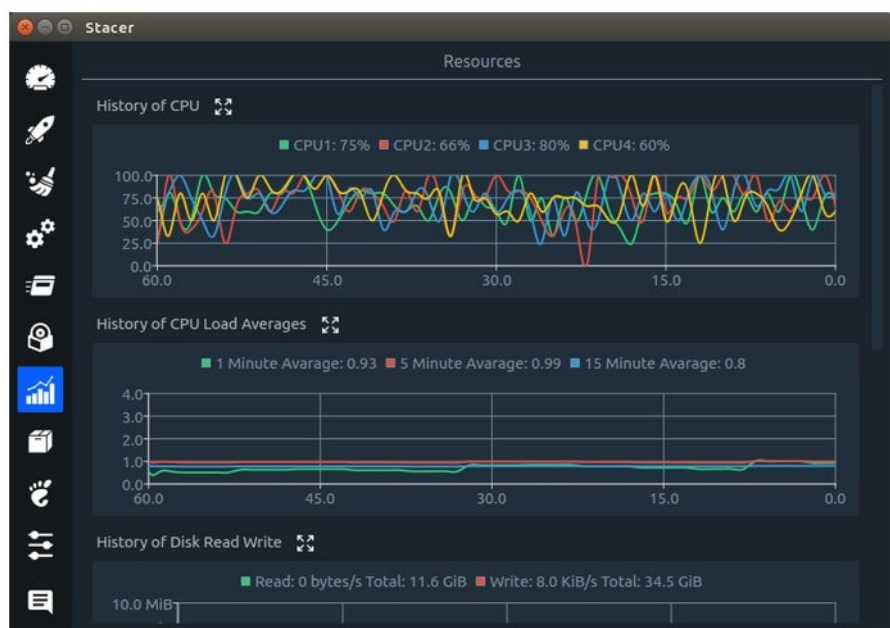 Stacer
Resources
History of CPU
CPU1: 75% CPU2: 66% CPU3: 80% CPU4: 60%
100.0
75.0
50.0
25.0
0.0
60.0 45.0 30.0 15.0 0.0
History of CPU Load Averages
1 Minute Avarage: 0.93 5 Minute Avarage: 0.99 15 Minute Avarage: 0.8
4.0
3.0
2.0
1.0
0.0
60.0 45.0 30.0 15.0 0.0
History of Disk Read Write
Read: 0 bytes/s Total: 11.6 GiB Write: 8.0 KiB/s Total: 34.5 GiB
10.0 MiB